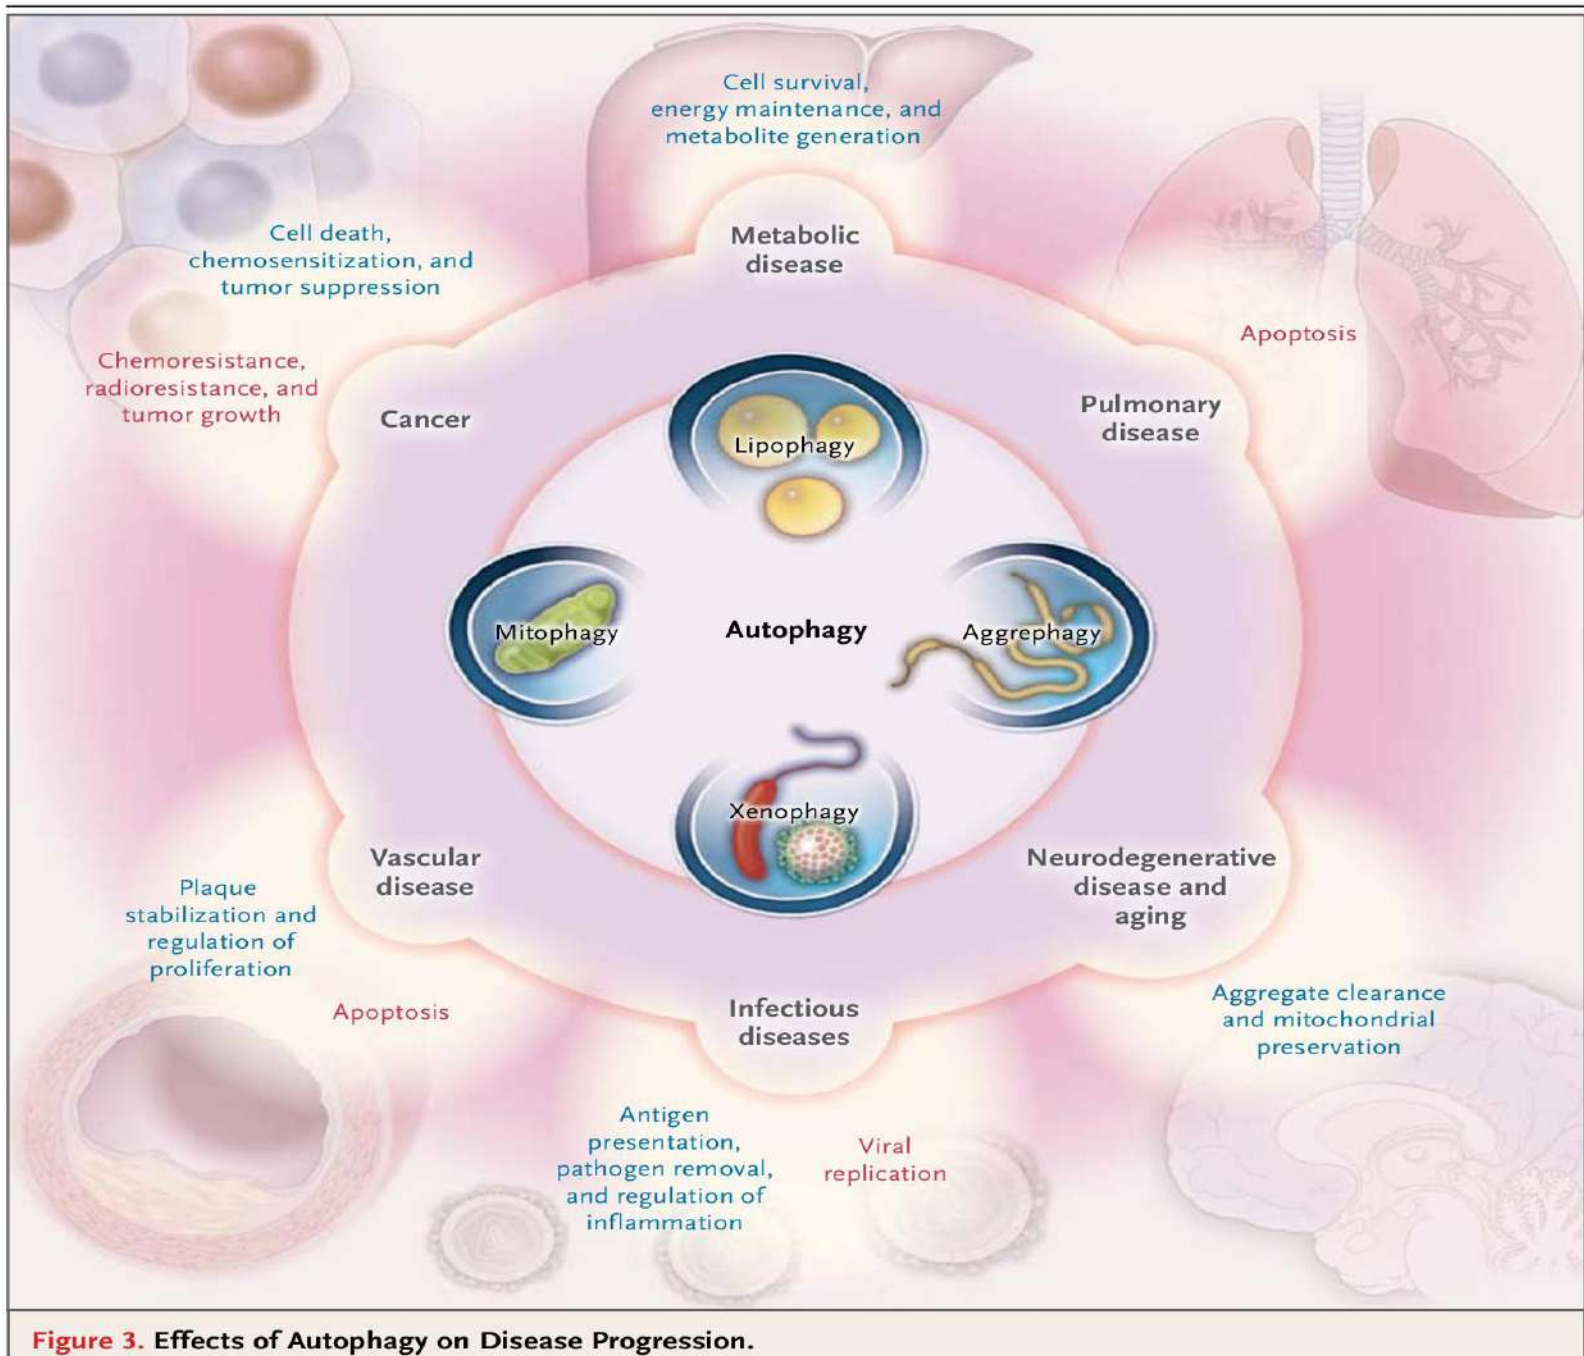 Cell survival,
energy maintenance, and
metabolite generation
Metabolic
disease
Cell death,
chemosensitization, and
tumor suppression
Chemoresistance,
radioresistance, and
tumor growth
Cancer
Apoptosis
Pulmonary
disease
Lipophagy
Mitophagy
Autophagy
Aggrephagy
Xenophagy
Vascular
disease
Plaque
stabilization and
regulation of
proliferation
Apoptosis
Neurodegenerative
disease and
aging
Aggregate clearance
and mitochondrial
preservation
Infectious
diseases
Antigen
presentation,
pathogen removal,
and regulation of
inflammation
Viral
replication
Figure 3. Effects of Autophagy on Disease Progression.